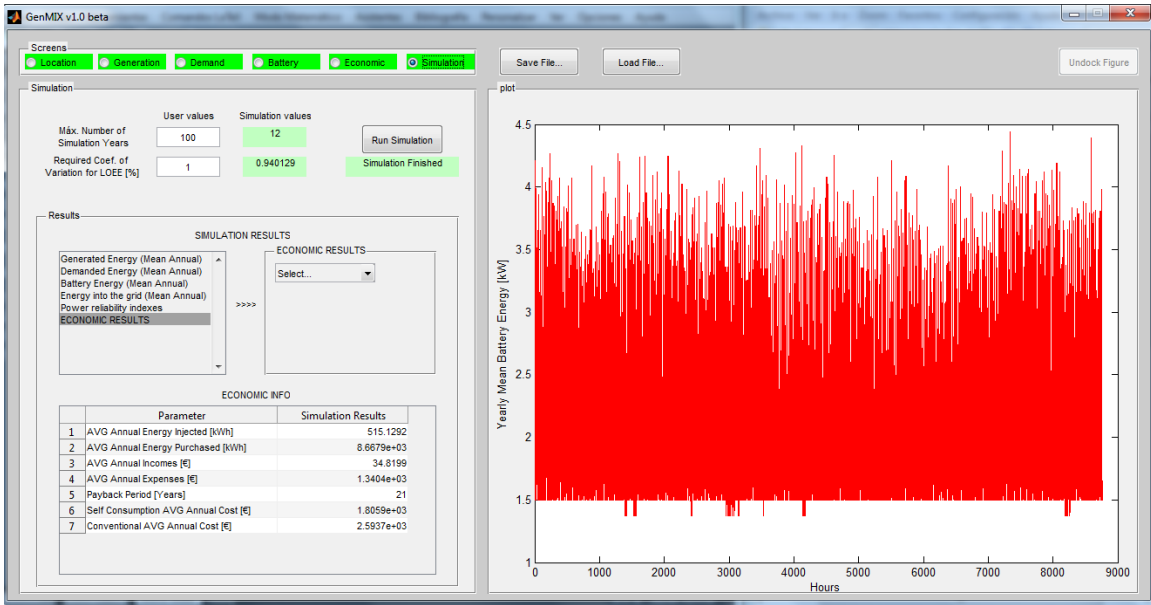 GenMIX v1.0 beta
Screens
Location Generation Demand Battery Economic Simulation
Save File... Load File... Undock Figure
Simulation
User values Simulation values
Máx. Number of
Simulation Years
100 12
Run Simulation
Required Coef. of
Variation for LOEE [%]
1 0.940129
Simulation Finished
Results
SIMULATION RESULTS
Generated Energy (Mean Annual)
Demanded Energy (Mean Annual)
Battery Energy (Mean Annual)
Energy into the grid (Mean Annual)
Power reliability indexes
ECONOMIC RESULTS
>>>>
ECONOMIC RESULTS
Select...
ECONOMIC INFO
Parameter Simulation Results
1 AVG Annual Energy Injected [kWh] 515.1292
2 AVG Annual Energy Purchased [kWh] 8.6679e+03
3 AVG Annual Incomes [€] 34.8199
4 AVG Annual Expenses [€] 1.3404e+03
5 Payback Period [Years] 21
6 Self Consumption AVG Annual Cost [€] 1.8059e+03
7 Conventional AVG Annual Cost [€] 2.5937e+03
plot
Yearly Mean Battery Energy [kW]
4.5
4
3.5
3
2.5
2
1.5
1
0 1000 2000 3000 4000 5000 6000 7000 8000 9000
Hours